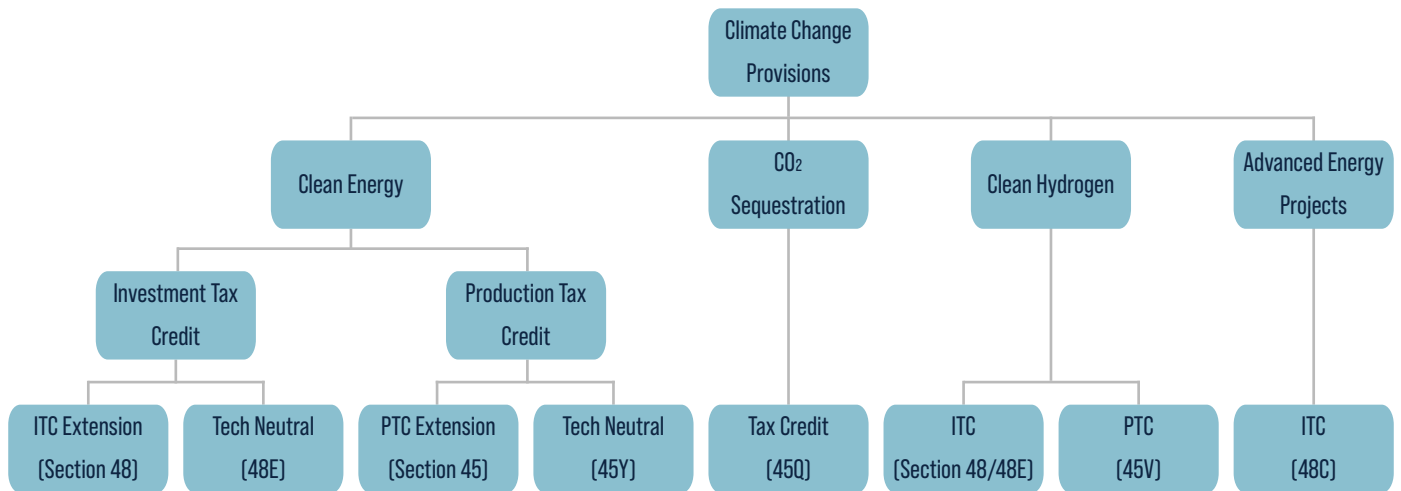 Climate Change
Provisions
Clean Energy
CO₂
Sequestration
Clean Hydrogen
Advanced Energy
Projects
Investment Tax
Credit
Production Tax
Credit
ITC Extension
(Section 48)
Tech Neutral
(48E)
PTC Extension
(Section 45)
Tech Neutral
(45Y)
Tax Credit
(45Q)
ITC
(Section 48/48E)
PTC
(45V)
ITC
(48C)